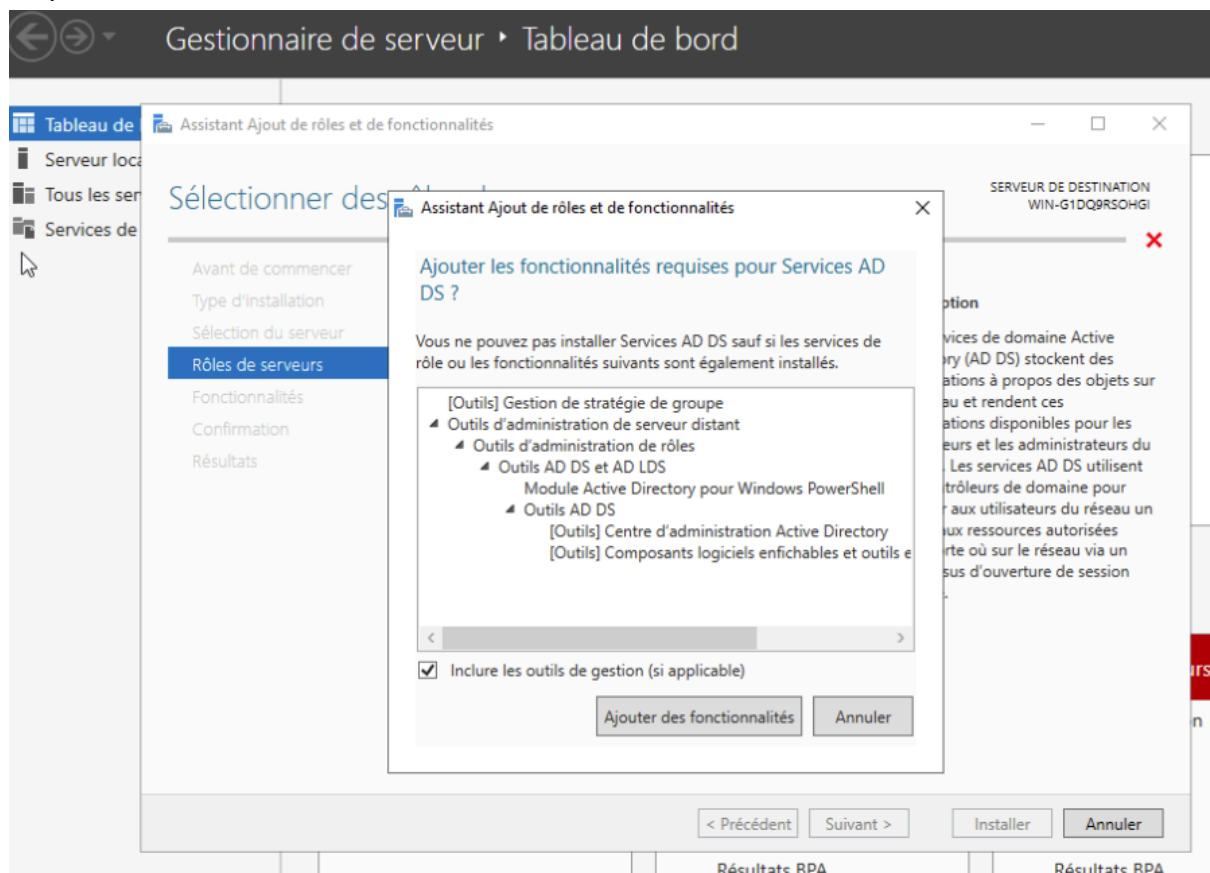 Gestionnaire de serveur ‣ Tableau de bord
Tableau de
Serveur loca
Tous les ser
Services de
Assistant Ajout de rôles et de fonctionnalités
Sélectionner des
SERVEUR DE DESTINATION
WIN-G1DQ9RSOHGI
Avant de commencer
Type d'installation
Sélection du serveur
Rôles de serveurs
Fonctionnalités
Confirmation
Résultats
Assistant Ajout de rôles et de fonctionnalités
Ajouter les fonctionnalités requises pour Services AD
DS ?
Vous ne pouvez pas installer Services AD DS sauf si les services de
rôle ou les fonctionnalités suivants sont également installés.
[Outils] Gestion de stratégie de groupe
Outils d'administration de serveur distant
Outils d'administration de rôles
Outils AD DS et AD LDS
Module Active Directory pour Windows PowerShell
Outils AD DS
[Outils] Centre d'administration Active Directory
[Outils] Composants logiciels enfichables et outils e
Inclure les outils de gestion (si applicable)
Ajouter des fonctionnalités
Annuler
ption
vices de domaine Active
ory (AD DS) stockent des
ations à propos des objets sur
au et rendent ces
ations disponibles pour les
eurs et les administrateurs du
. Les services AD DS utilisent
trôleurs de domaine pour
r aux utilisateurs du réseau un
aux ressources autorisées
rte où sur le réseau via un
sus d'ouverture de session
< Précédent
Suivant >
Installer
Annuler
urs
n
Résultats BPA
Résultats BPA